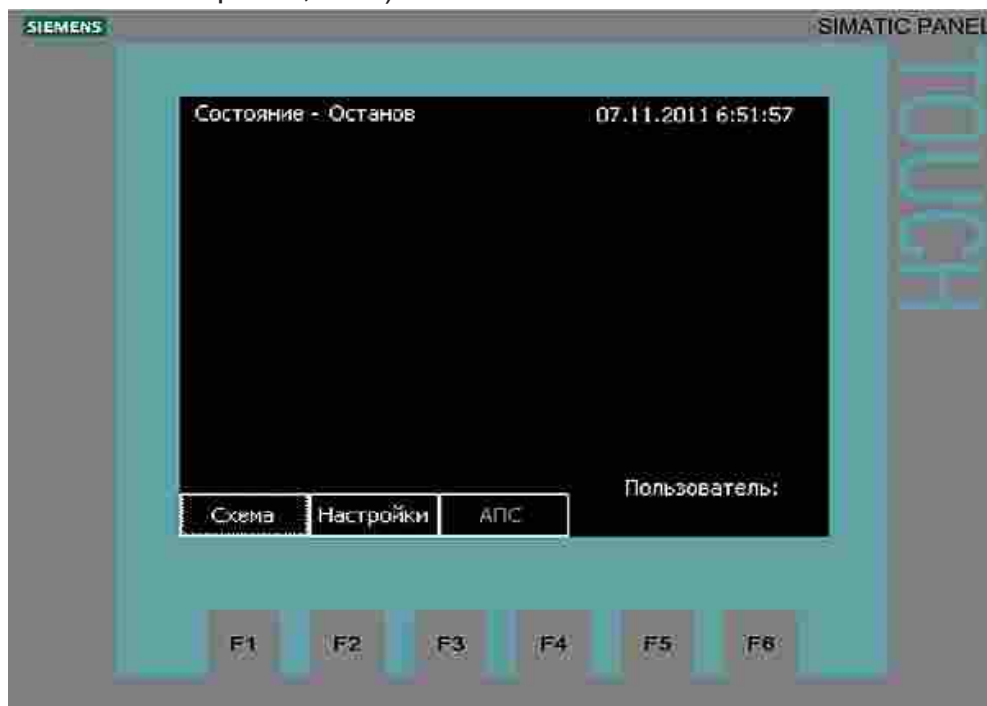 SIEMENS
SIMATIC PANEL
TOUCH
Состояние - Останов
07.11.2011 6:51:57
Пользователь:
Схема
Настройки
АПС
F1
F2
F3
F4
F5
F6